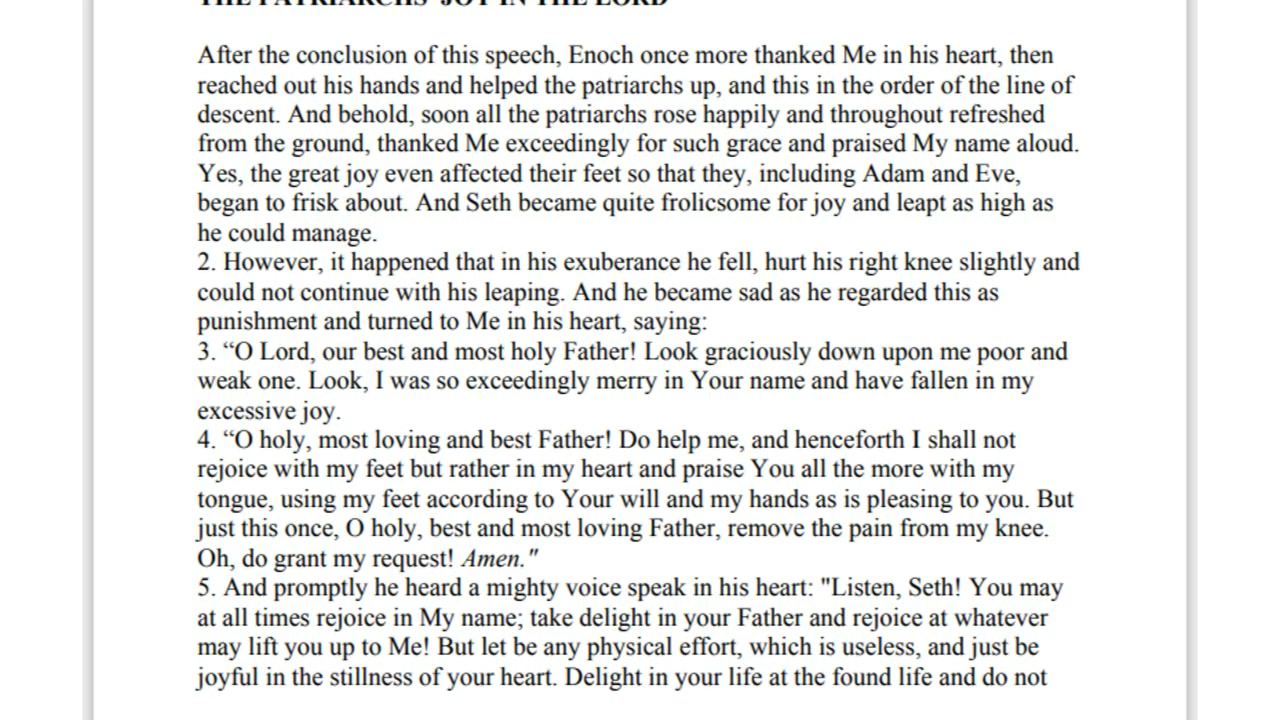 THE PATRIARCHS' JOY IN THE LORD
After the conclusion of this speech, Enoch once more thanked Me in his heart, then
reached out his hands and helped the patriarchs up, and this in the order of the line of
descent. And behold, soon all the patriarchs rose happily and throughout refreshed
from the ground, thanked Me exceedingly for such grace and praised My name aloud.
Yes, the great joy even affected their feet so that they, including Adam and Eve,
began to frisk about. And Seth became quite frolicsome for joy and leapt as high as
he could manage.
2. However, it happened that in his exuberance he fell, hurt his right knee slightly and
could not continue with his leaping. And he became sad as he regarded this as
punishment and turned to Me in his heart, saying:
3. “O Lord, our best and most holy Father! Look graciously down upon me poor and
weak one. Look, I was so exceedingly merry in Your name and have fallen in my
excessive joy.
4. “O holy, most loving and best Father! Do help me, and henceforth I shall not
rejoice with my feet but rather in my heart and praise You all the more with my
tongue, using my feet according to Your will and my hands as is pleasing to you. But
just this once, O holy, best and most loving Father, remove the pain from my knee.
Oh, do grant my request! Amen."
5. And promptly he heard a mighty voice speak in his heart: "Listen, Seth! You may
at all times rejoice in My name; take delight in your Father and rejoice at whatever
may lift you up to Me! But let be any physical effort, which is useless, and just be
joyful in the stillness of your heart. Delight in your life at the found life and do not